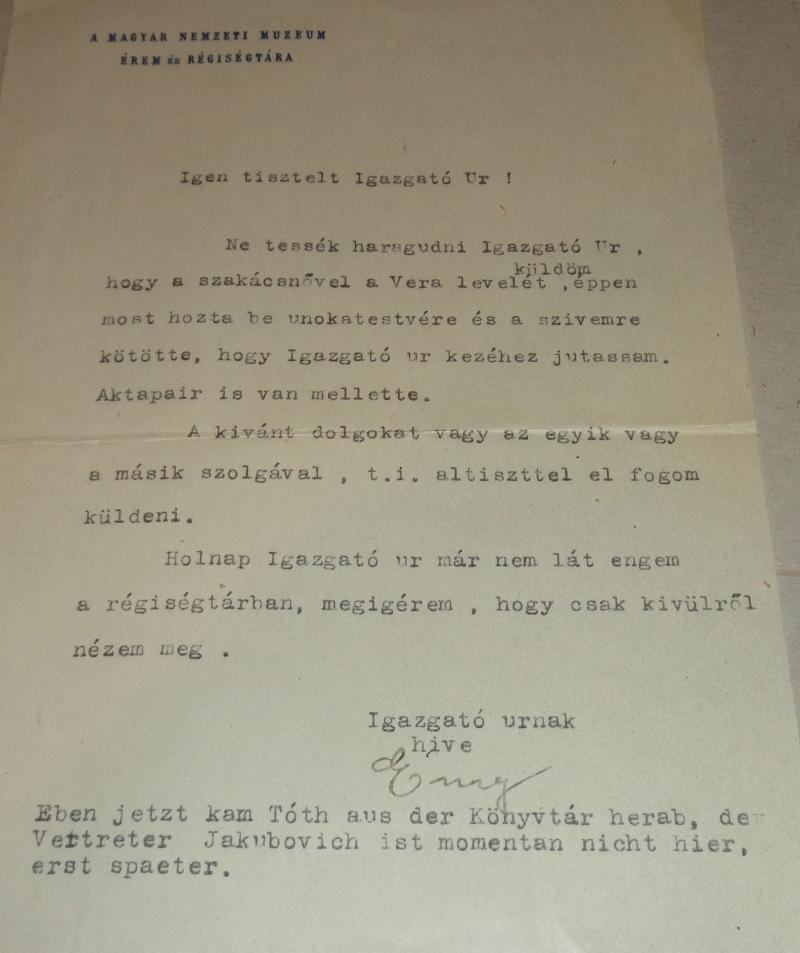 A MAGYAR NEMZETI MUZEUM
ÉREM és RÉGISÉGTÁRA
Igen tisztelt Igazgató Ur !
Ne tessék haragudni Igazgató Ur ,
küldöm
hogy a szakácsnővel a Vera levelét ,éppen
most hozta be unokatestvére és a szivemre
kötötte, hogy Igazgató ur kezéhez jutassam.
Aktapair is van mellette.
A kivánt dolgokat vagy az egyik vagy
a másik szolgával , t.i. altiszttel el fogom
küldeni.
Holnap Igazgató ur már nem lát engem
a régiségtárban, megigérem , hogy csak kivülről
nézem meg .
Igazgató urnak
hive
Emmy
Eben jetzt kam Tóth aus der Könyvtár herab, der
Vertreter Jakubovich ist momentan nicht hier,
erst spaeter.